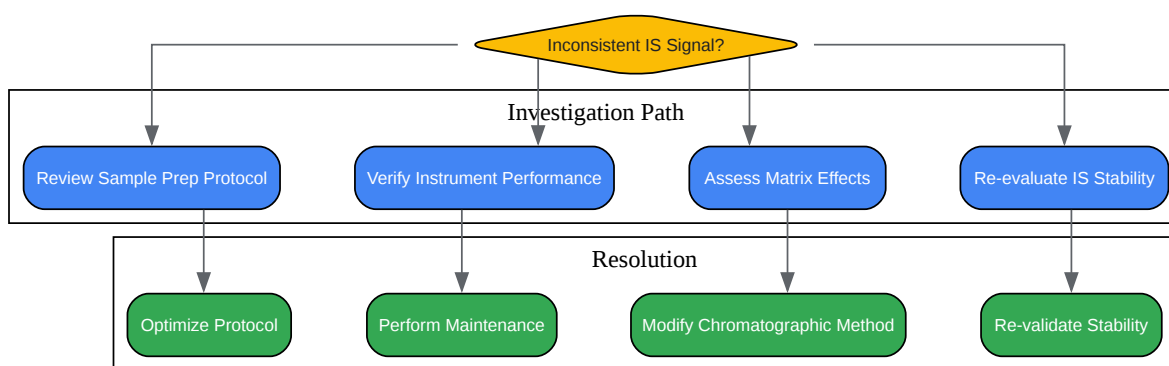 Inconsistent IS Signal?
Investigation Path
Review Sample Prep Protocol
Verify Instrument Performance
Assess Matrix Effects
Re-evaluate IS Stability
Resolution
Optimize Protocol
Perform Maintenance
Modify Chromatographic Method
Re-validate Stability